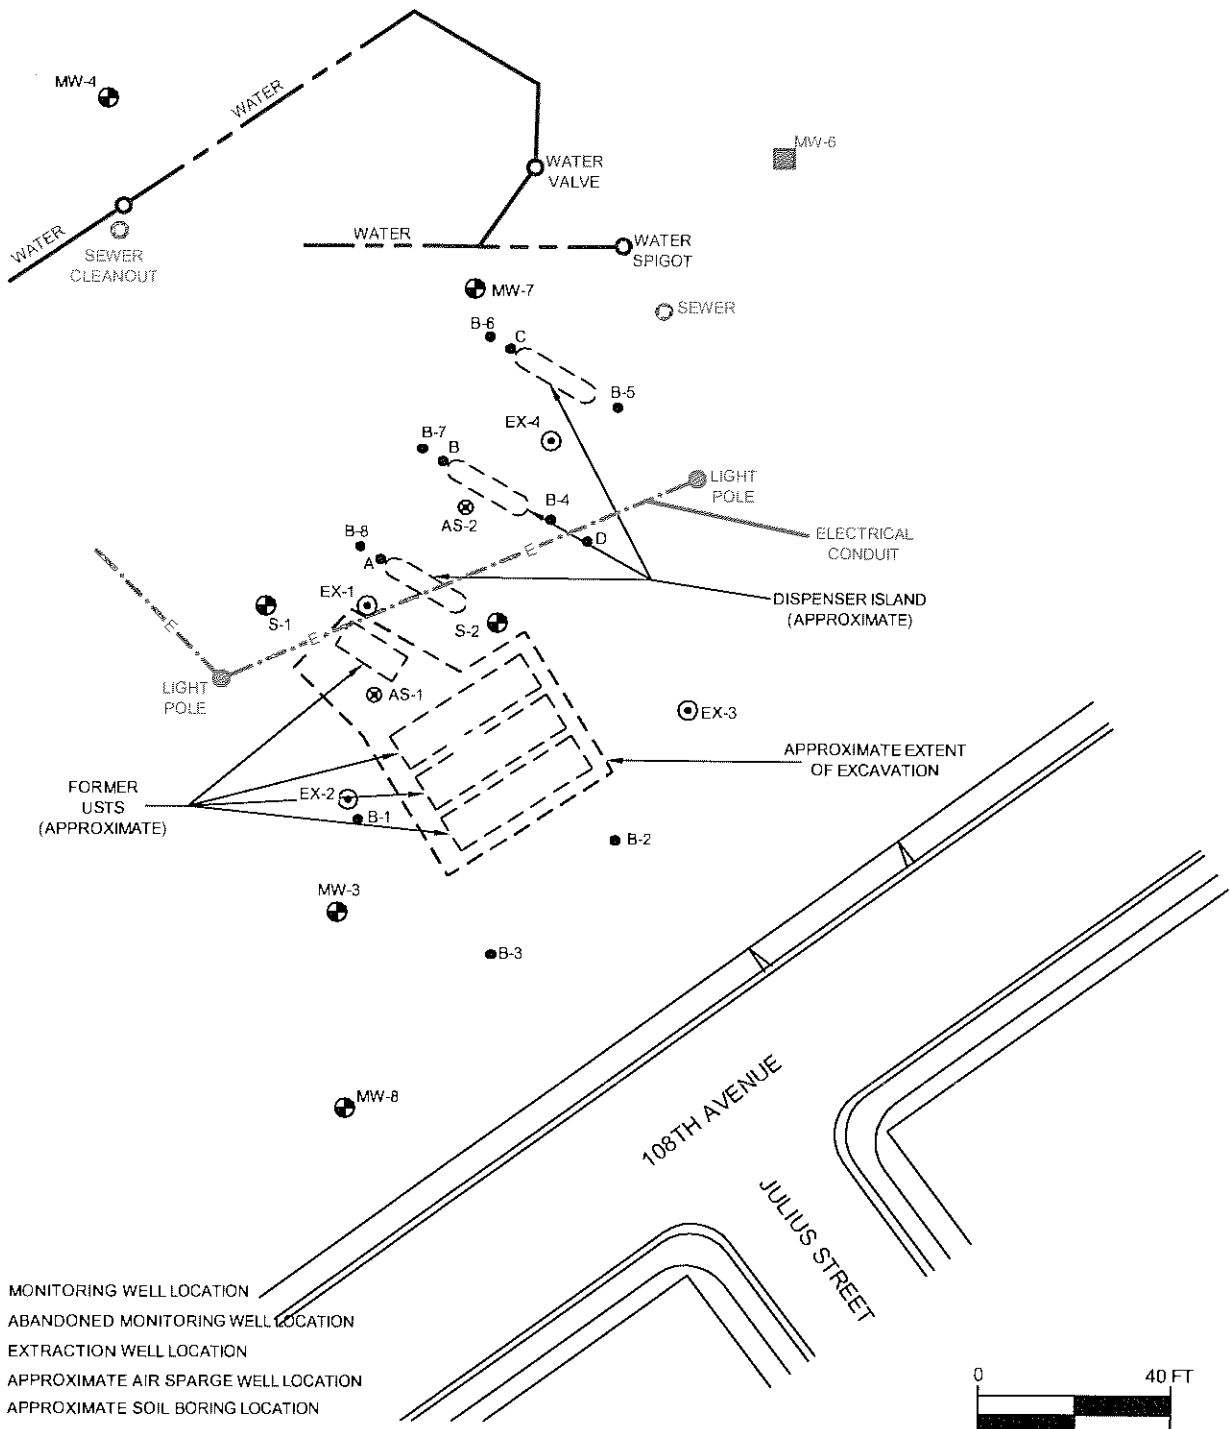 MW-4
WATER
WATER
VALVE
MW-6
WATER
SEWER
CLEANOUT
WATER
WATER
SPIGOT
MW-7
SEWER
B-6
C
B-5
EX-4
B-7
B
LIGHT
POLE
AS-2
B-4
D
B-8
A
E
ELECTRICAL
CONDUIT
EX-1
DISPENSER ISLAND
(APPROXIMATE)
E
S-1
E
S-2
LIGHT
POLE
AS-1
EX-3
APPROXIMATE EXTENT
OF EXCAVATION
FORMER
USTS
(APPROXIMATE)
EX-2
B-1
B-2
MW-3
B-3
MW-8
108TH AVENUE
JULIUS STREET
MONITORING WELL LOCATION
ABANDONED MONITORING WELL LOCATION
EXTRACTION WELL LOCATION
APPROXIMATE AIR SPARGE WELL LOCATION
APPROXIMATE SOIL BORING LOCATION
0 40 FT